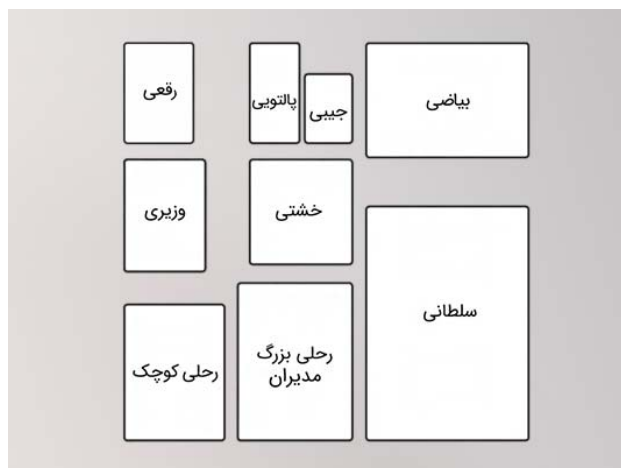 بیاضی
جیبی
پالتویی
رقعی
خشتی
وزیری
سلطانی
رحلی بزرگ
مدیران
رحلی کوچک